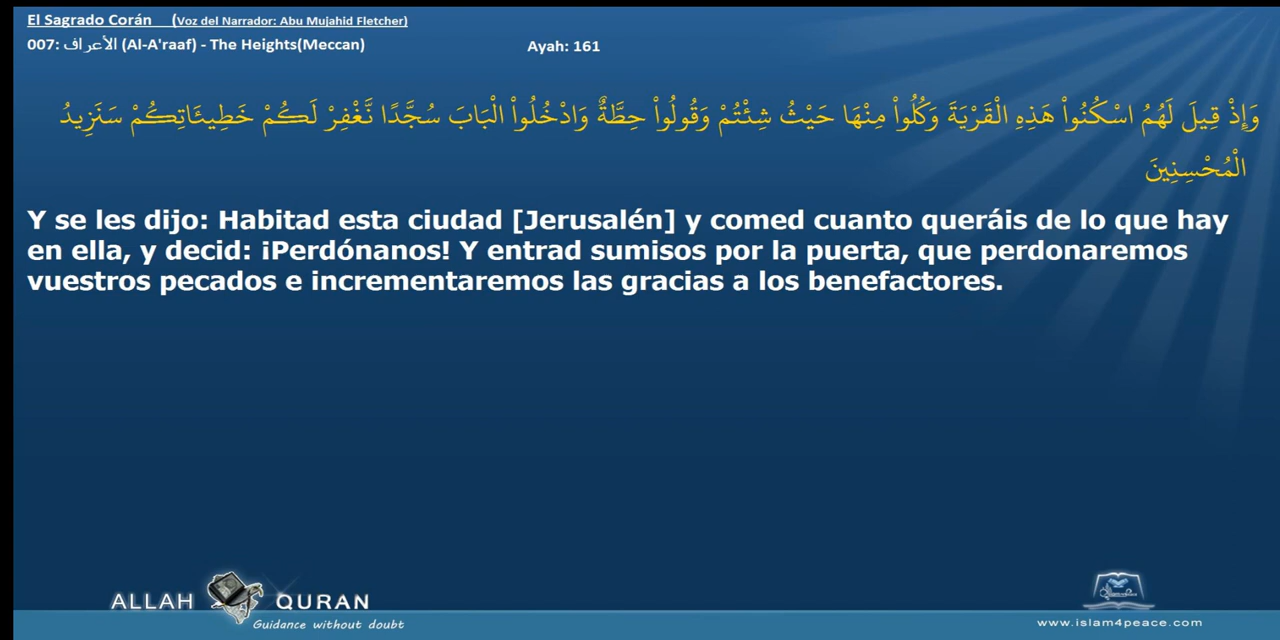 El Sagrado Corán (Voz del Narrador: Abu Mujahid Fletcher)
007: الأعراف (Al-A'raaf) - The Heights(Meccan) Ayah: 161
وَإِذْ قِيلَ لَهُمُ اسْكُنُواْ هَذِهِ الْقَرْيَةَ وَكُلُواْ مِنْهَا حَيْثُ شِئْتُمْ وَقُولُواْ حِطَّةٌ وَادْخُلُواْ الْبَابَ سُجَّدًا نَّغْفِرْ لَكُمْ خَطِيئَاتِكُمْ سَنَزِيدُ
الْمُحْسِنِينَ
Y se les dijo: Habitad esta ciudad [Jerusalén] y comed cuanto queráis de lo que hay
en ella, y decid: ¡Perdónanos! Y entrad sumisos por la puerta, que perdonaremos
vuestros pecados e incrementaremos las gracias a los benefactores.
ALLAH QURAN
Guidance without doubt
www.islam4peace.com